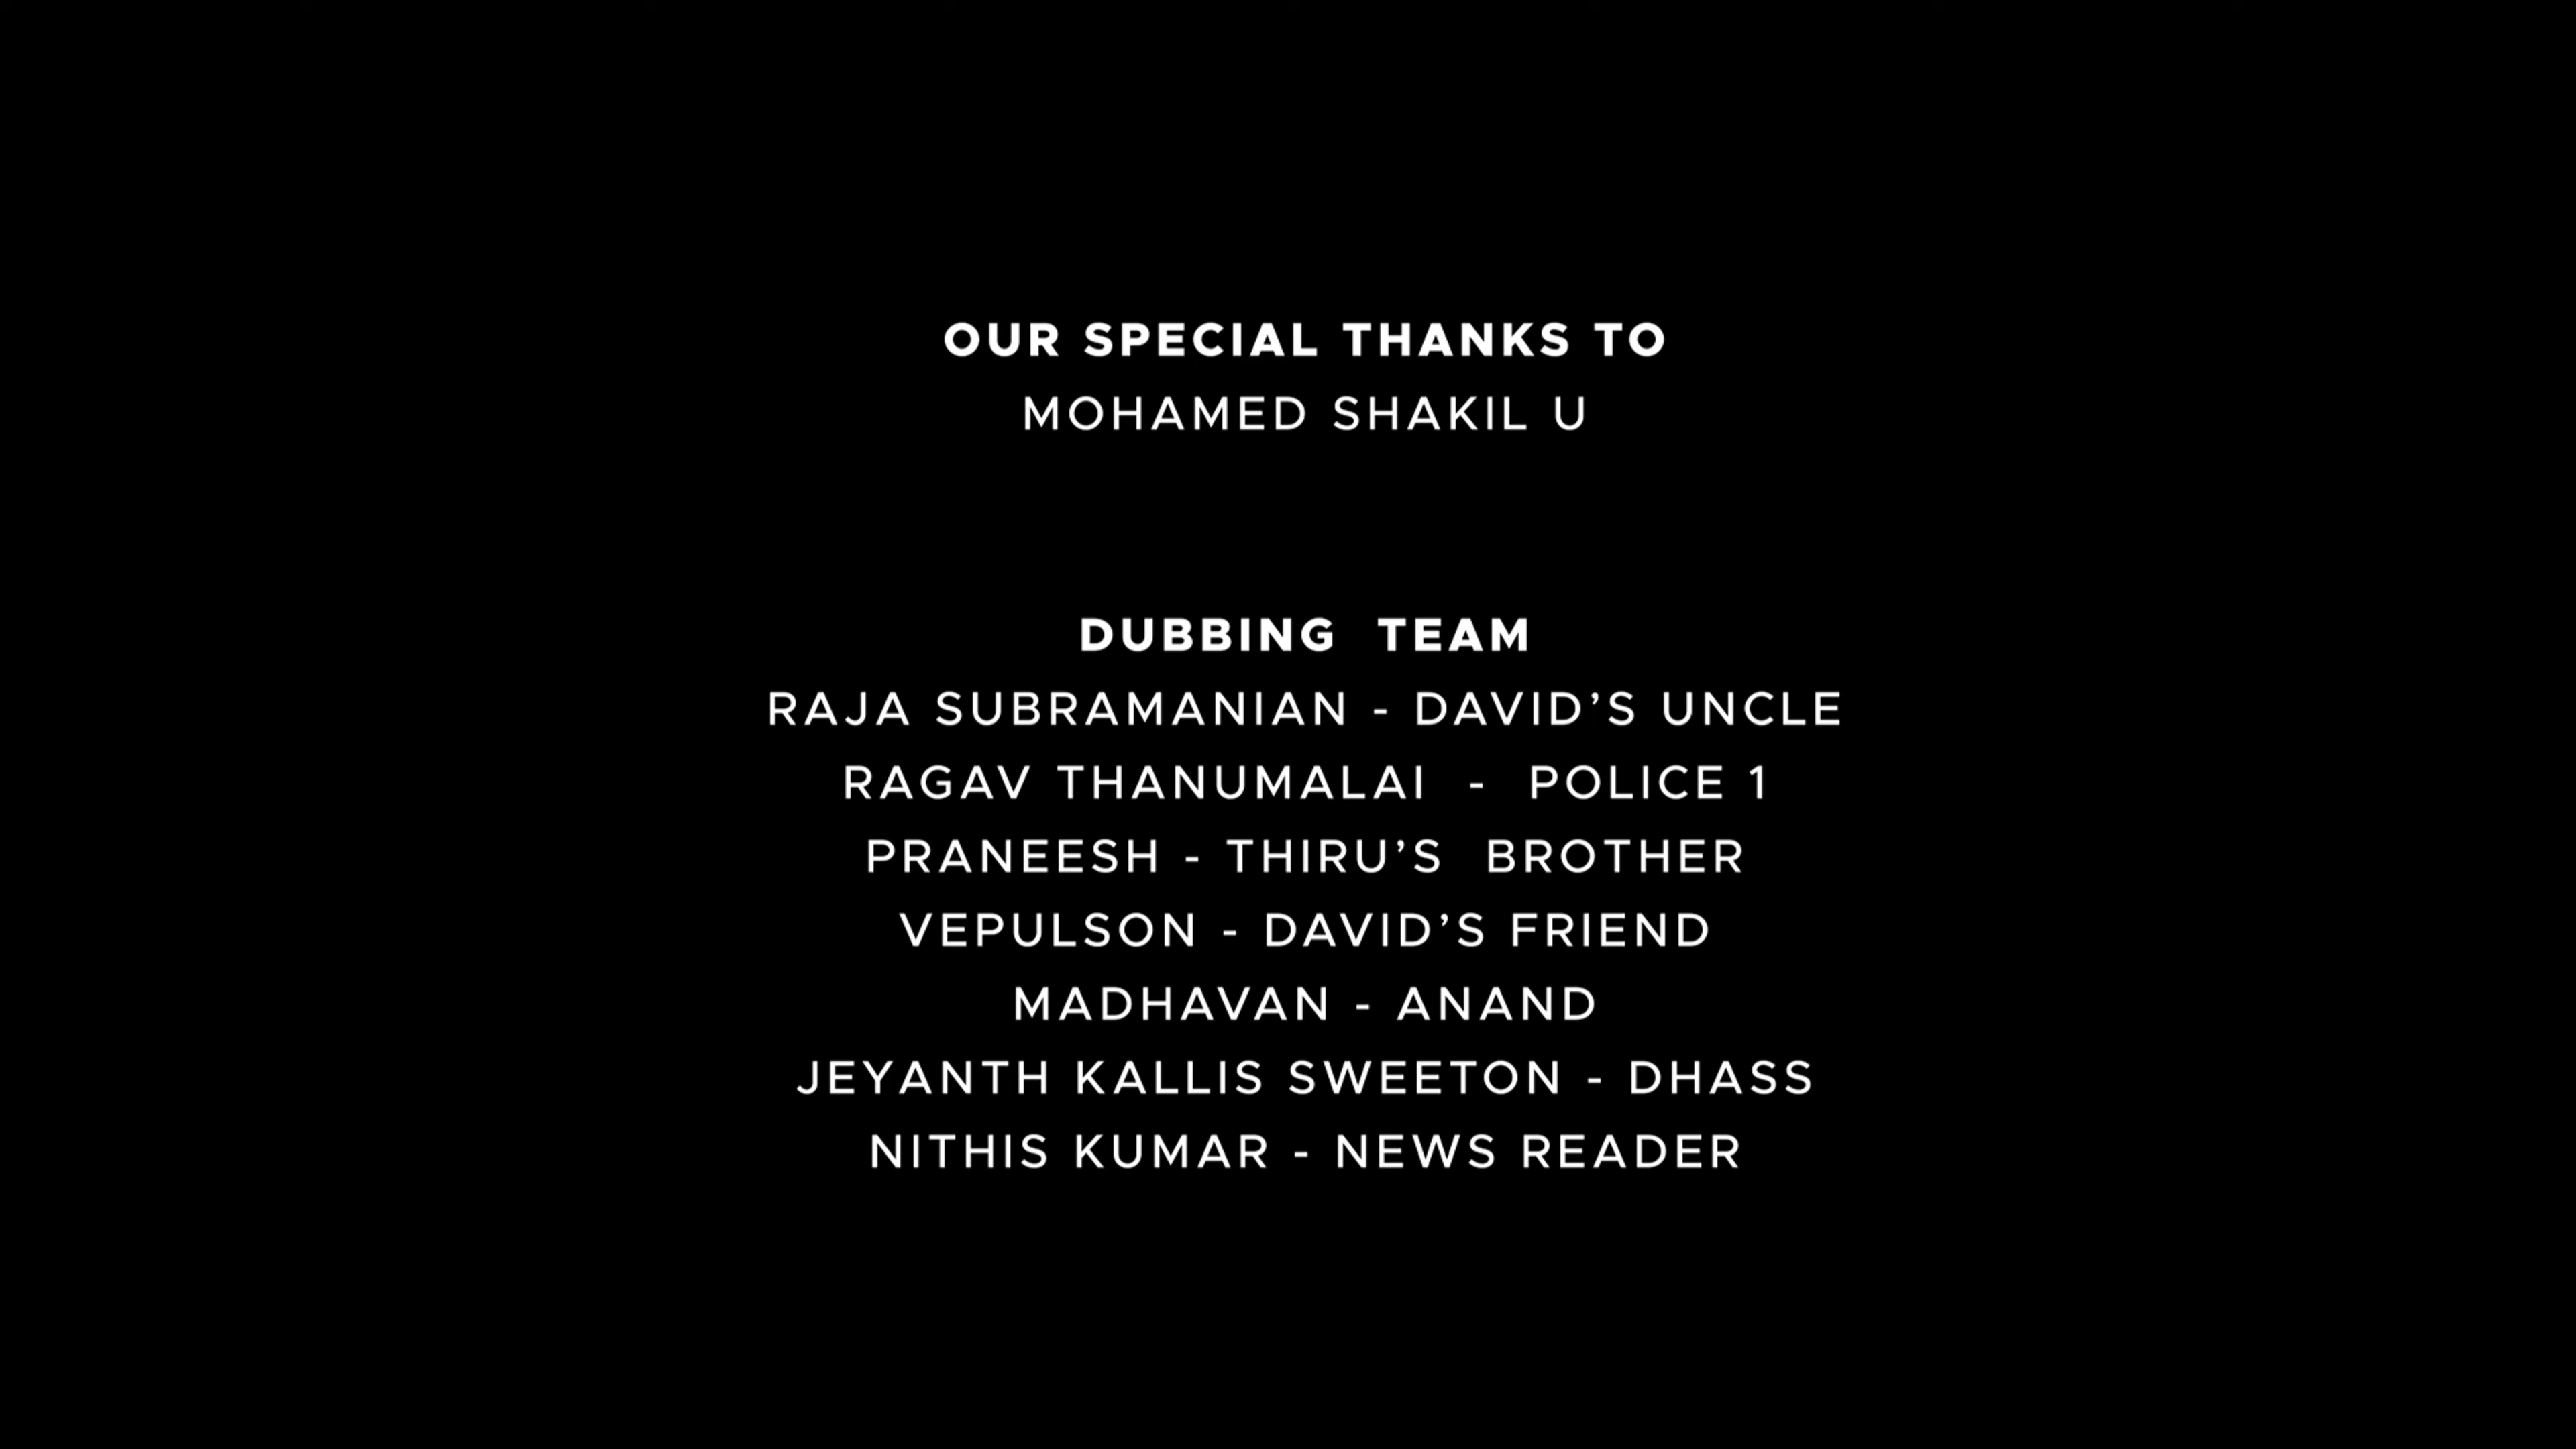 OUR SPECIAL THANKS TO
MOHAMED SHAKIL U
DUBBING TEAM
RAJA SUBRAMANIAN - DAVID’S UNCLE
RAGAV THANUMALAI - POLICE 1
PRANEESH - THIRU’S BROTHER
VEPULSON - DAVID’S FRIEND
MADHAVAN - ANAND
JEYANTH KALLIS SWEETON - DHASS
NITHIS KUMAR - NEWS READER